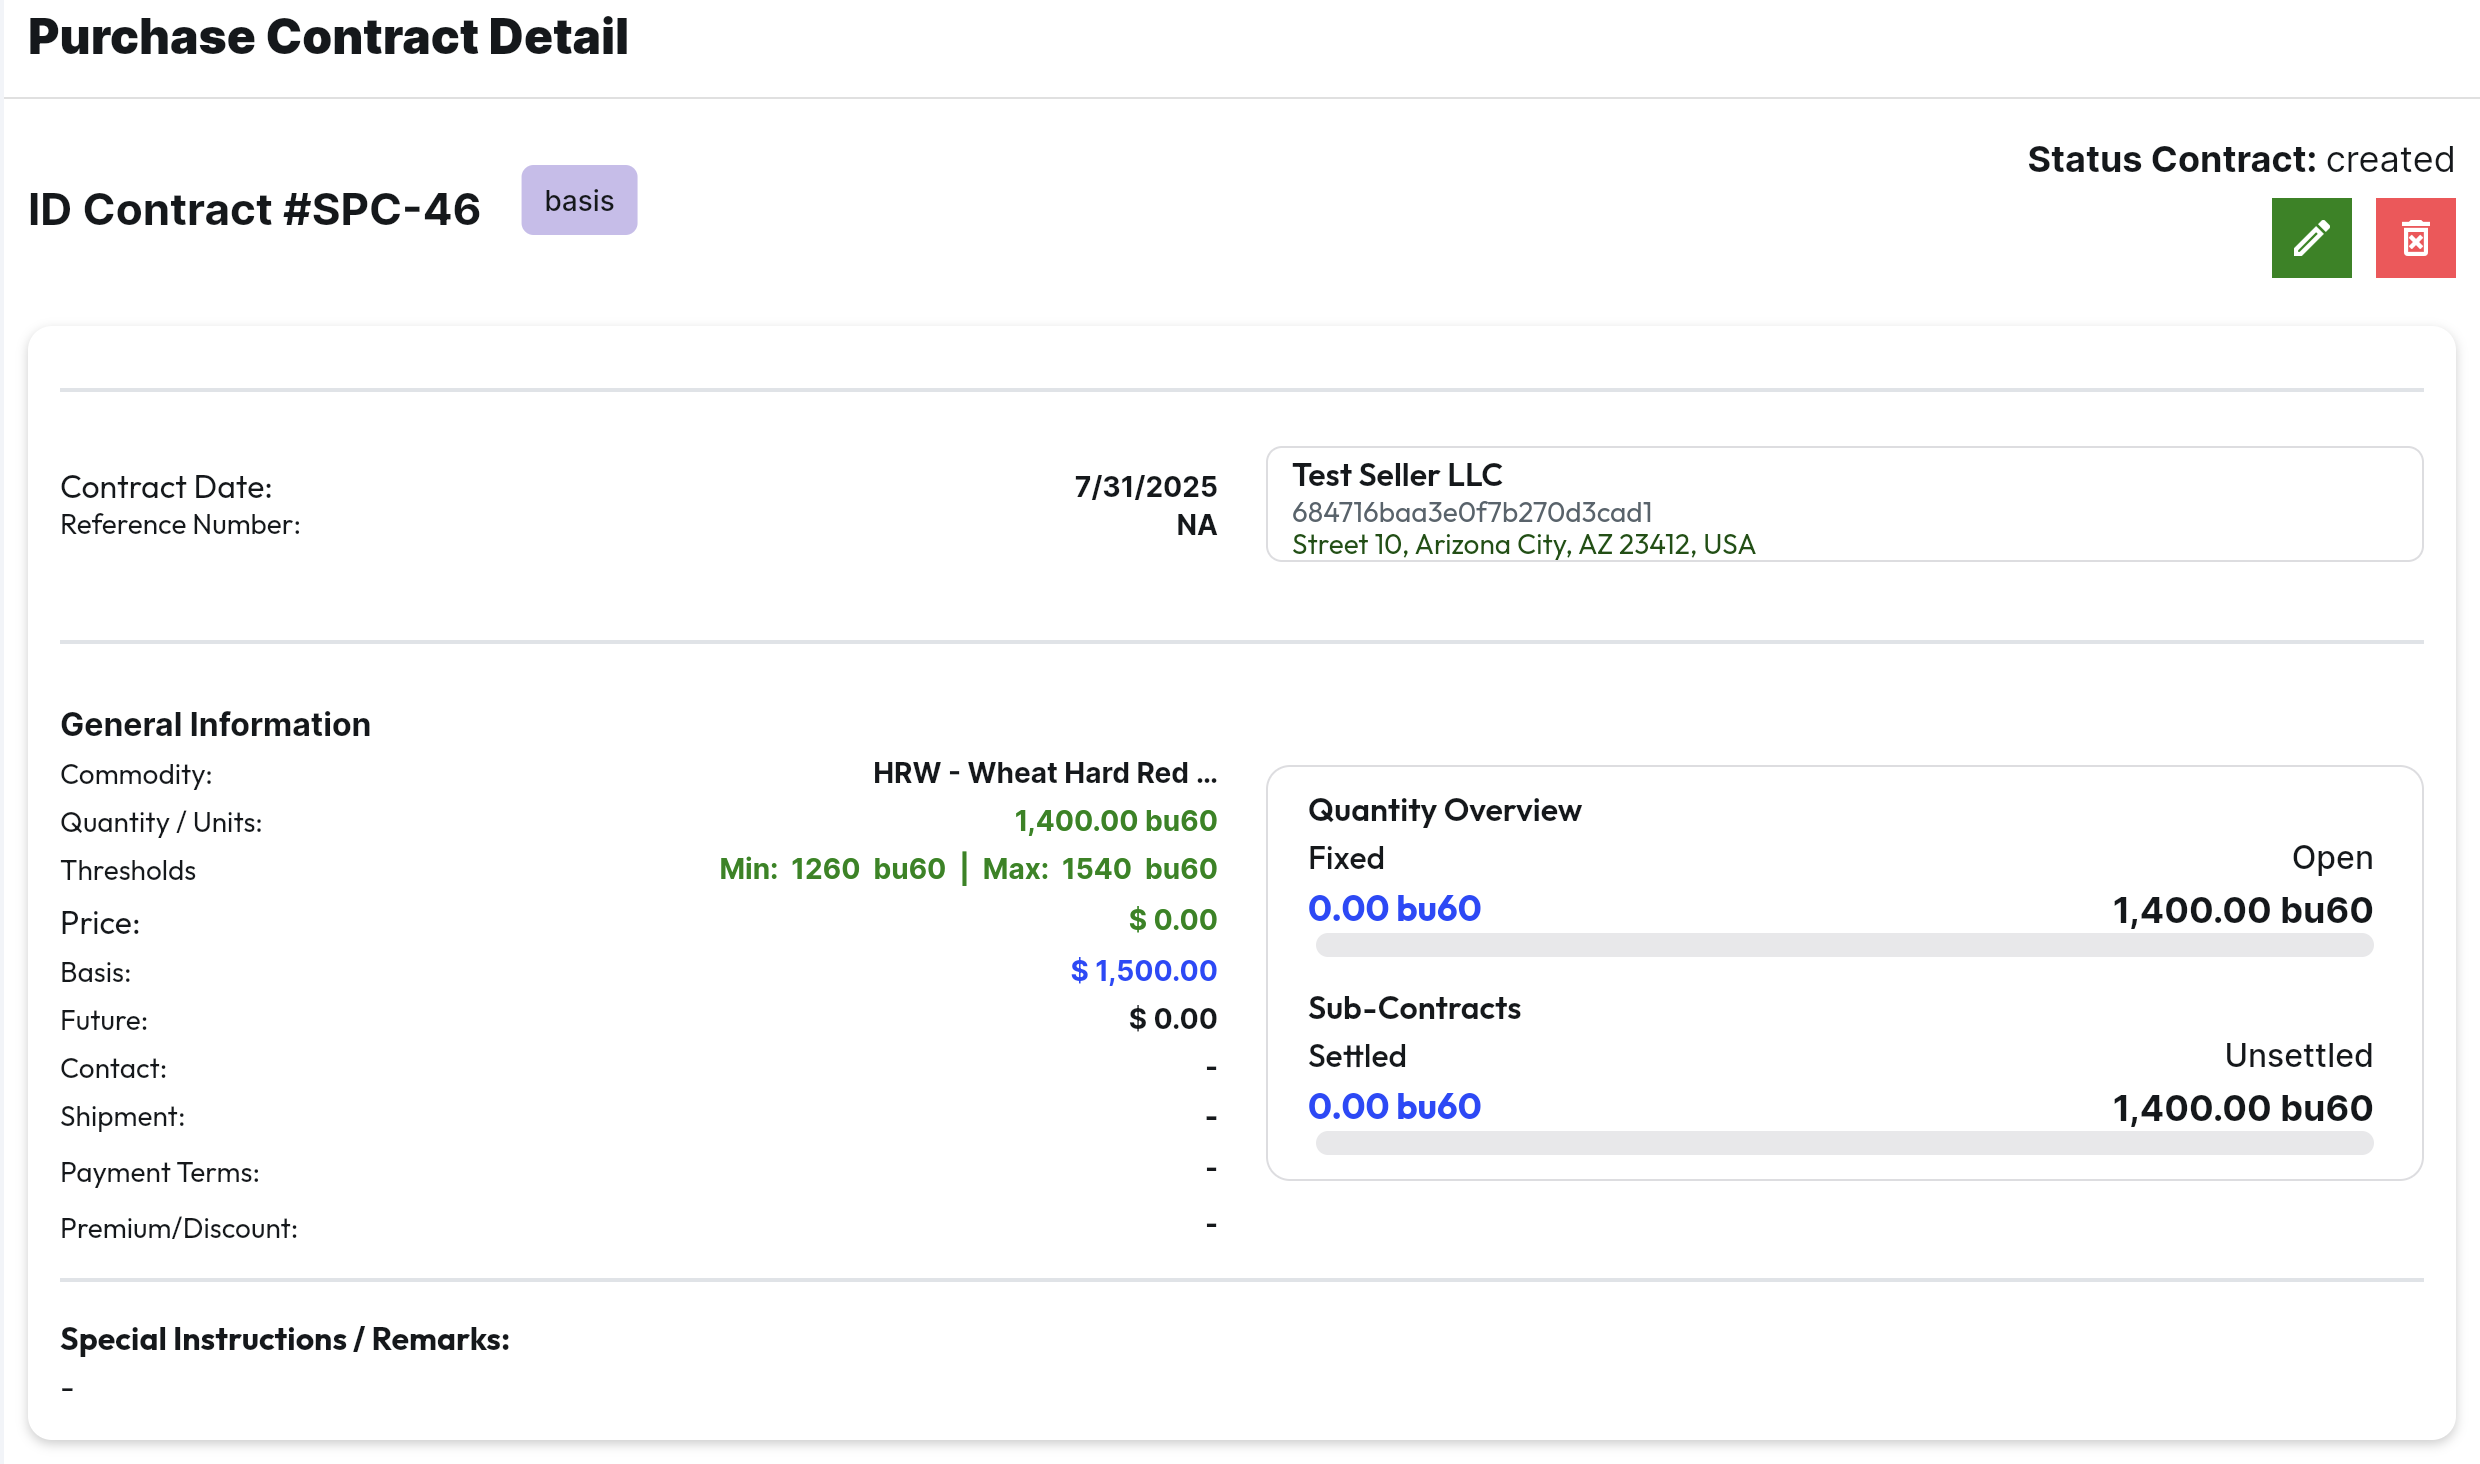 Purchase Contract Detail
Status Contract: created
ID Contract #SPC-46 basis
Contract Date: 7/31/2025
Reference Number: NA
Test Seller LLC
684716baa3e0f7b270d3cad1
Street 10, Arizona City, AZ 23412, USA
General Information
Commodity: HRW - Wheat Hard Red ...
Quantity / Units: 1,400.00 bu60
Thresholds Min: 1260 bu60 | Max: 1540 bu60
Price: $ 0.00
Basis: $ 1,500.00
Future: $ 0.00
Contact: -
Shipment: -
Payment Terms: -
Premium/Discount: -
Quantity Overview
Fixed Open
0.00 bu60 1,400.00 bu60
Sub-Contracts
Settled Unsettled
0.00 bu60 1,400.00 bu60
Special Instructions / Remarks:
-